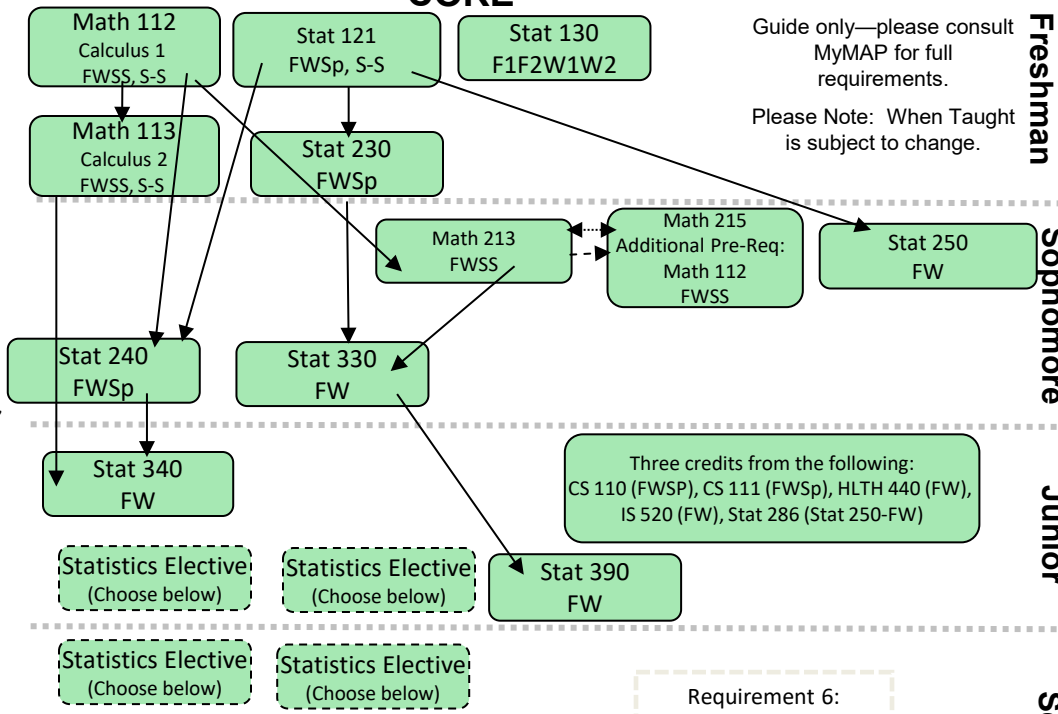 CORE
Math 112
Calculus 1
FWSS, S-S
Stat 121
FWSp, S-S
Stat 130
F1F2W1W2
Guide only—please consult
MyMAP for full
requirements.
Please Note: When Taught
is subject to change.
Freshman
Math 113
Calculus 2
FWSS, S-S
Stat 230
FWSp
Math 213
FWSS
Math 215
Additional Pre-Req:
Math 112
FWSS
Stat 250
FW
Sophomore
Stat 240
FWSp
Stat 330
FW
Stat 340
FW
Three credits from the following:
CS 110 (FWSP), CS 111 (FWSp), HLTH 440 (FW),
IS 520 (FW), Stat 286 (Stat 250-FW)
Junior
Statistics Elective
(Choose below)
Statistics Elective
(Choose below)
Stat 390
FW
Statistics Elective
(Choose below)
Statistics Elective
(Choose below)
Requirement 6: